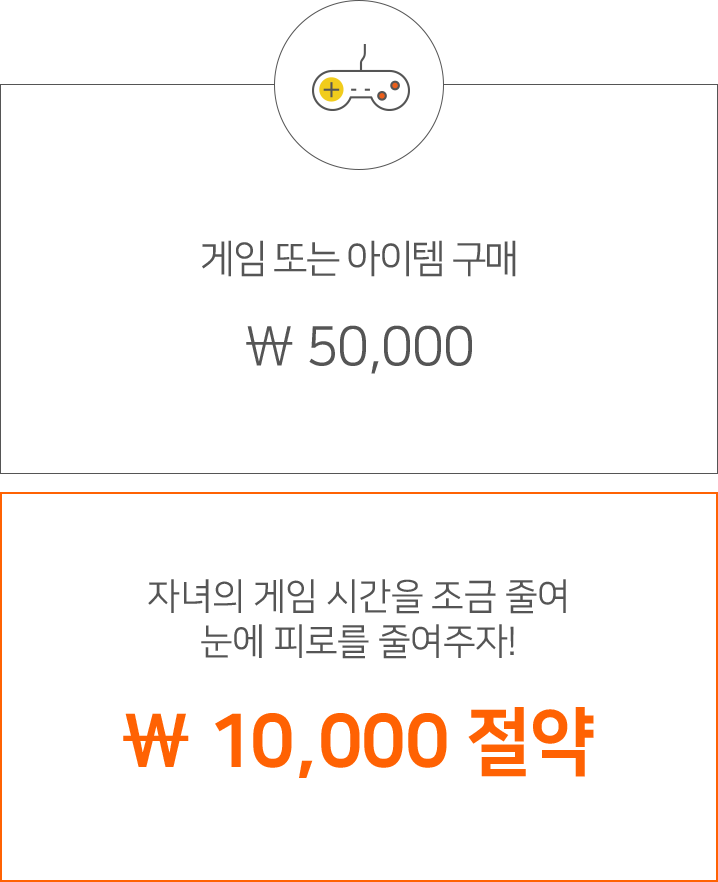 게임 또는 아이템 구매
₩ 50,000
자녀의 게임 시간을 조금 줄여
눈에 피로를 줄여주자!
₩ 10,000 절약